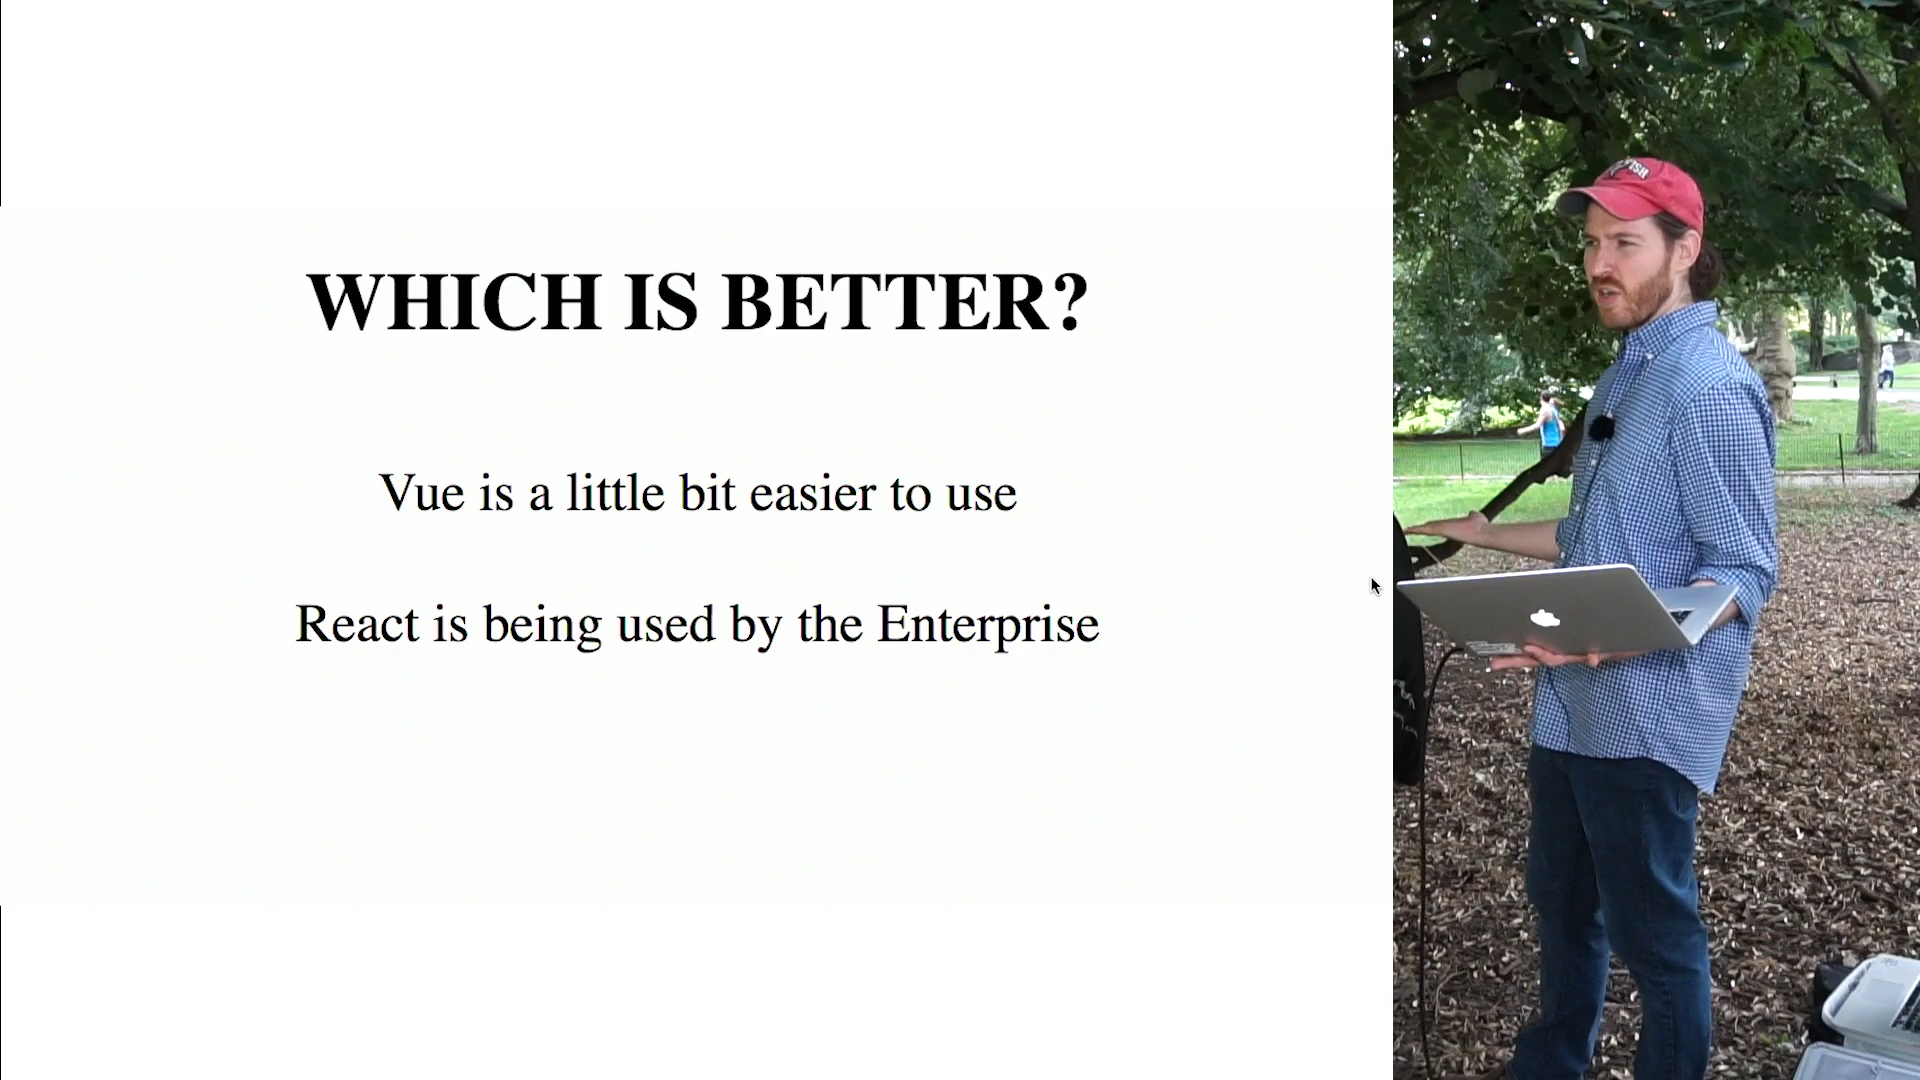 WHICH IS BETTER?
Vue is a little bit easier to use
React is being used by the Enterprise